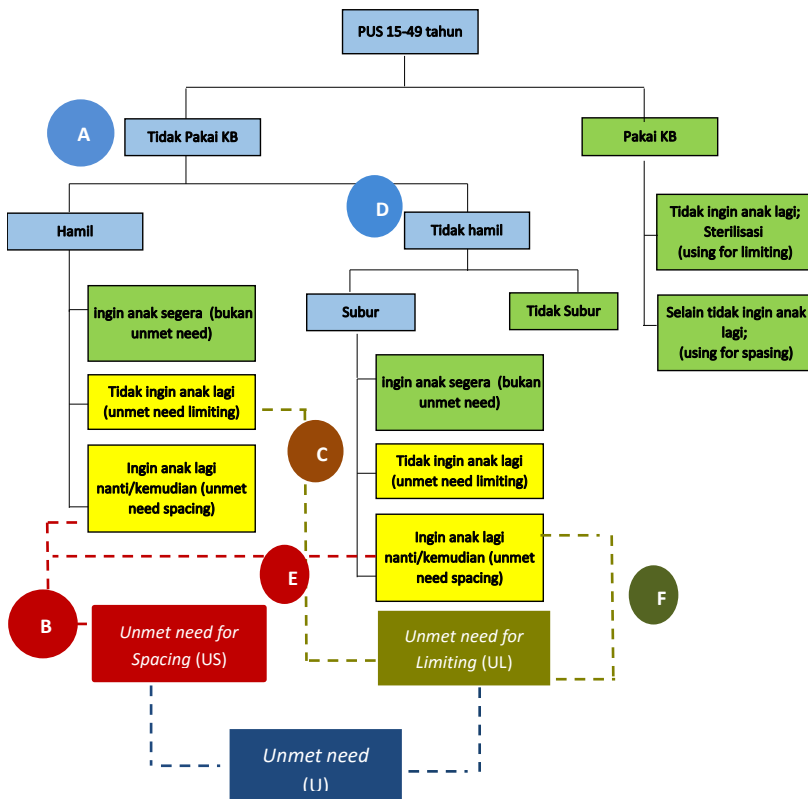 PUS 15-49 tahun
A
Tidak Pakai KB
Pakai KB
D
Hamil
Tidak hamil
Tidak ingin anak lagi;
Sterilisasi
(using for limiting)
ingin anak segera (bukan
unmet need)
Subur
Tidak Subur
Selain tidak ingin anak
lagi;
(using for spasing)
ingin anak segera (bukan
unmet need)
Tidak ingin anak lagi
(unmet need limiting)
C
Tidak ingin anak lagi
(unmet need limiting)
Ingin anak lagi
nanti/kemudian (unmet
need spacing)
Ingin anak lagi
nanti/kemudian (unmet
need spacing)
E
F
B
Unmet need for
Spacing (US)
Unmet need for
Limiting (UL)
Unmet need
(U)